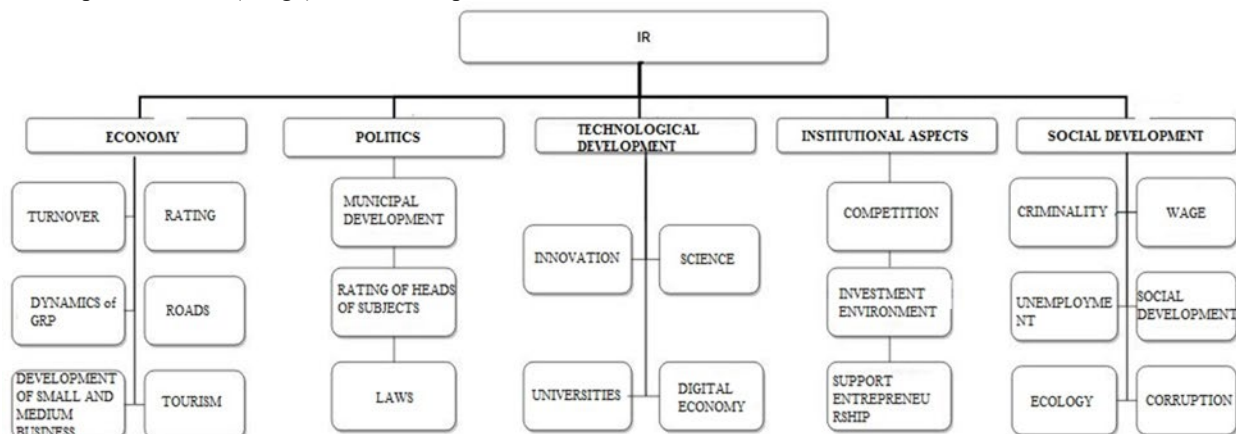 IR
ECONOMY
POLITICS
TECHNOLOGICAL
DEVELOPMENT
INSTITUTIONAL ASPECTS
SOCIAL DEVELOPMENT
TURNOVER
RATING
DYNAMICS of
GRP
ROADS
DEVELOPMENT
OF SMALL AND
MEDIUM
BUSINESS
TOURISM
MUNICIPAL
DEVELOPMENT
RATING OF HEADS
OF SUBJECTS
LAWS
INNOVATION
SCIENCE
UNIVERSITIES
DIGITAL
ECONOMY
COMPETITION
INVESTMENT
ENVIRONMENT
SUPPORT
ENTREPRENEU
RSHIP
CRIMINALITY
WAGE
UNEMPLOYME
NT
SOCIAL
DEVELOPMENT
ECOLOGY
CORRUPTION